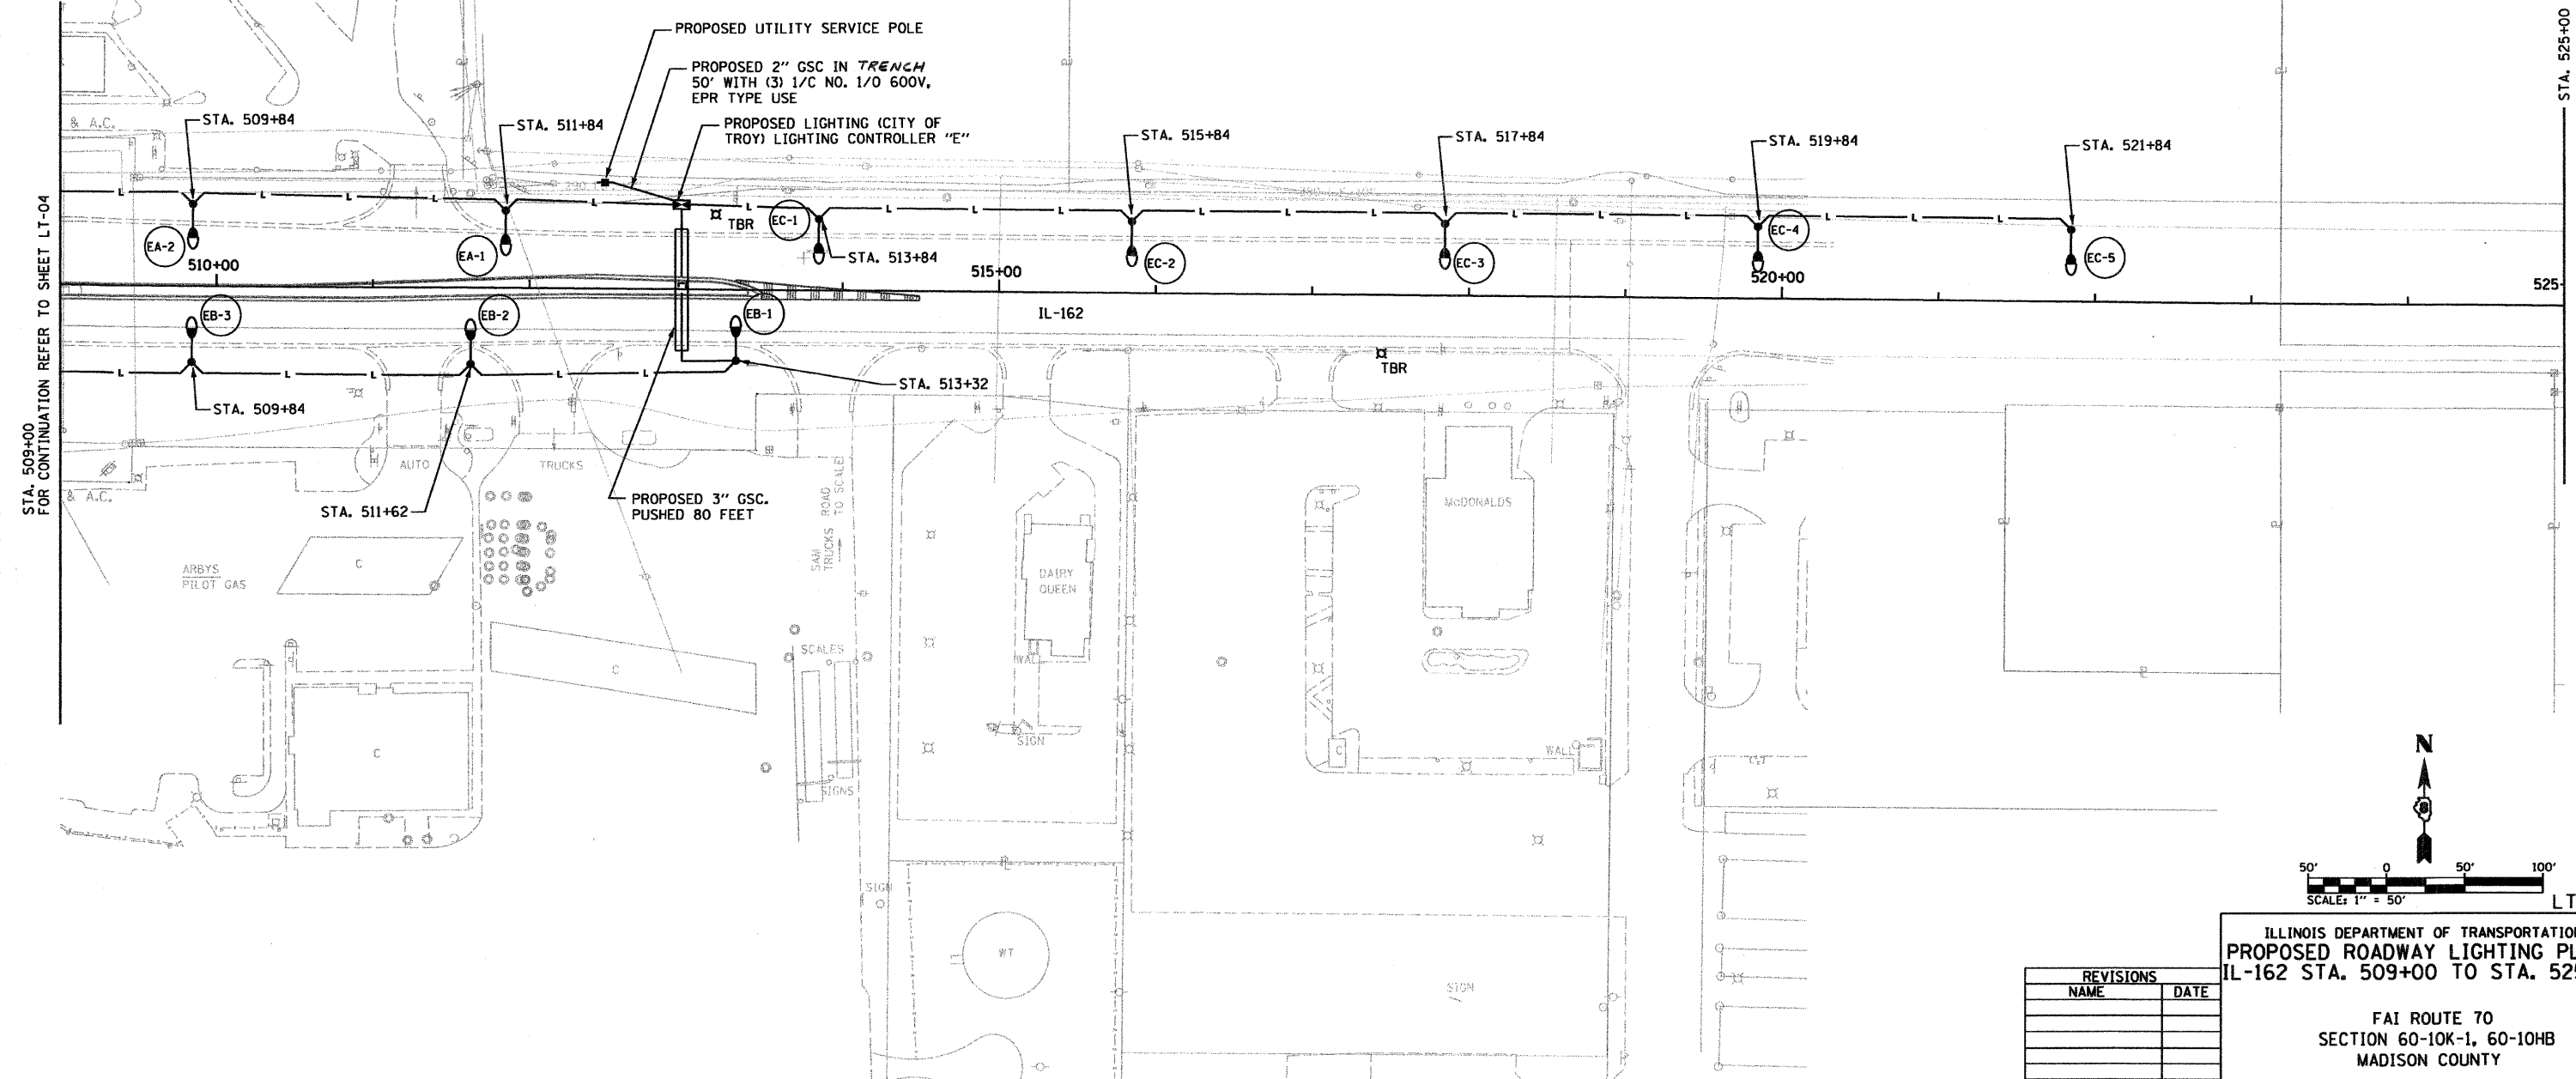 PROPOSED UTILITY SERVICE POLE
PROPOSED 2" GSC IN TRENCH
50' WITH (3) 1/C NO. 1/0 600V,
EPR TYPE USE
PROPOSED LIGHTING (CITY OF
TROY) LIGHTING CONTROLLER "E"
STA. 525+00
& A.C.
STA. 509+84
STA. 511+84
STA. 515+84
STA. 517+84
STA. 519+84
STA. 521+84
L L L L L L L L L L L L L L L L L
TBR
EA-2
EA-1
EC-1
STA. 513+84
EC-2
EC-3
EC-4
EC-5
510+00
515+00
520+00
525
IL-162
EB-3
EB-2
EB-1
L L L L L
STA. 509+84
STA. 513+32
TBR
STA. 509+00
FOR CONTINUATION REFER TO SHEET LT-04
& A.C.
AUTO
TRUCKS
STA. 511+62
PROPOSED 3" GSC.
PUSHED 80 FEET
SAM
TRUCKS ROAD
TO SCALE
McDONALDS
ARBYS
PILOT GAS
C
DAIRY
QUEEN
WALL
SCALES
C
C
SIGN
SIGNS
C
WALL
SIGN
WT
SIGN
N
50' 0 50' 100'
SCALE: 1" = 50'
LT
ILLINOIS DEPARTMENT OF TRANSPORTATION
PROPOSED ROADWAY LIGHTING PL
IL-162 STA. 509+00 TO STA. 52
REVISIONS
NAME DATE
FAI ROUTE 70
SECTION 60-10K-1, 60-10HB
MADISON COUNTY